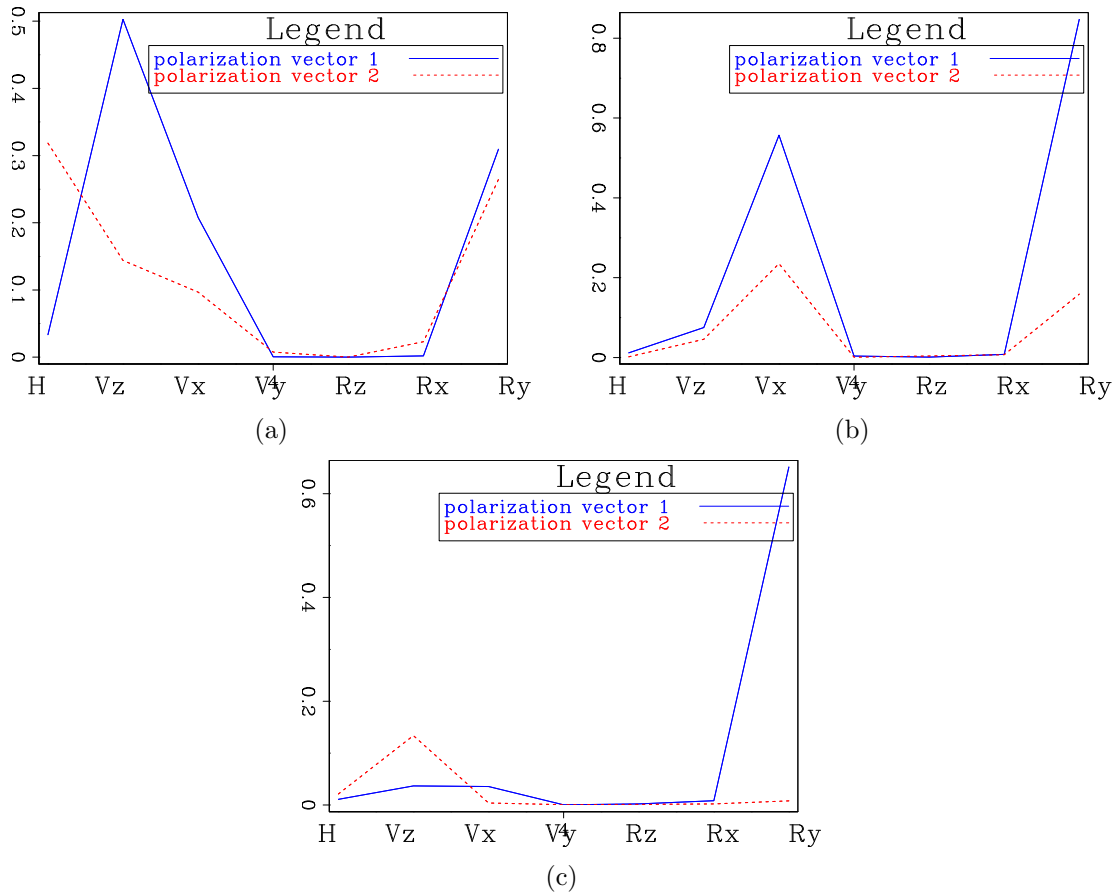 Legend
polarization vector 1
polarization vector 2
0.5
0.4
0.3
0.2
0.1
0
H Vz Vx Vy Rz Rx Ry
4
(a)
Legend
polarization vector 1
polarization vector 2
0.8
0.6
0.4
0.2
0
H Vz Vx Vy Rz Rx Ry
4
(b)
Legend
polarization vector 1
polarization vector 2
0.6
0.4
0.2
0
H Vz Vx Vy Rz Rx Ry
4
(c)